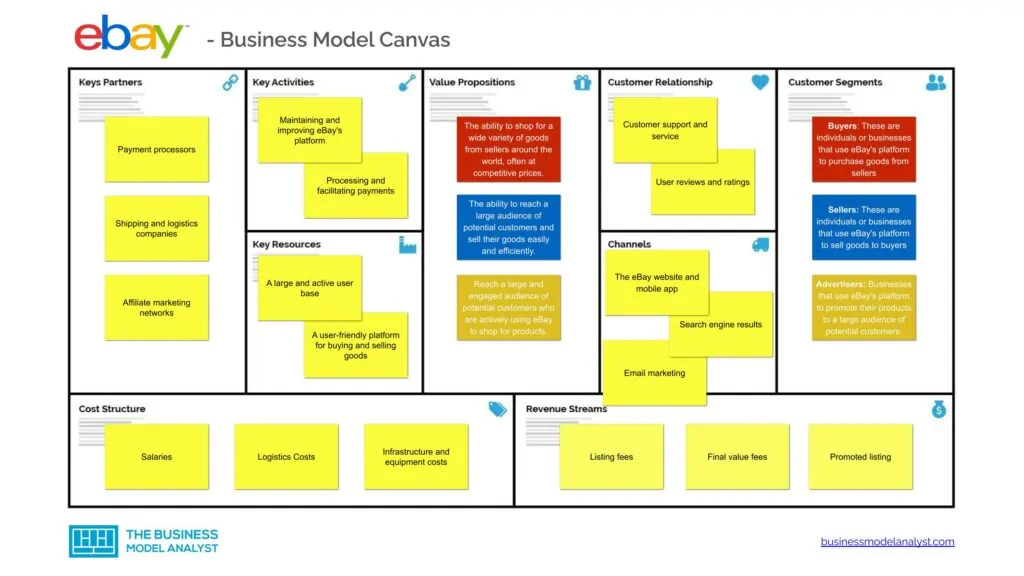 ebay™ - Business Model Canvas
Keys Partners
Payment processors
Shipping and logistics
companies
Affiliate marketing
networks
Key Activities
Maintaining and
improving eBay's
platform
Processing and
facilitating payments
Key Resources
A large and active user
base
A user-friendly platform
for buying and selling
goods
Value Propositions
The ability to shop for a
wide variety of goods
from sellers around the
world, often at
competitive prices.
The ability to reach a
large audience of
potential customers and
sell their goods easily
and efficiently.
Reach a large and
engaged audience of
potential customers who
are actively using eBay
to shop for products.
Customer Relationship
Customer support and
service
User reviews and ratings
Channels
The eBay website and
mobile app
Search engine results
Email marketing
Customer Segments
Buyers: These are
individuals or businesses
that use eBay's platform
to purchase goods from
sellers
Sellers: These are
individuals or businesses
that use eBay's platform
to sell goods to buyers
Advertisers: Businesses
that use eBay's platform
to promote their products
to a large audience of
potential customers.
Cost Structure
Salaries
Logistics Costs
Infrastructure and
equipment costs
Revenue Streams
$
Listing fees
Final value fees
Promoted listing
THE BUSINESS
MODEL ANALYST
businessmodelanalyst.com